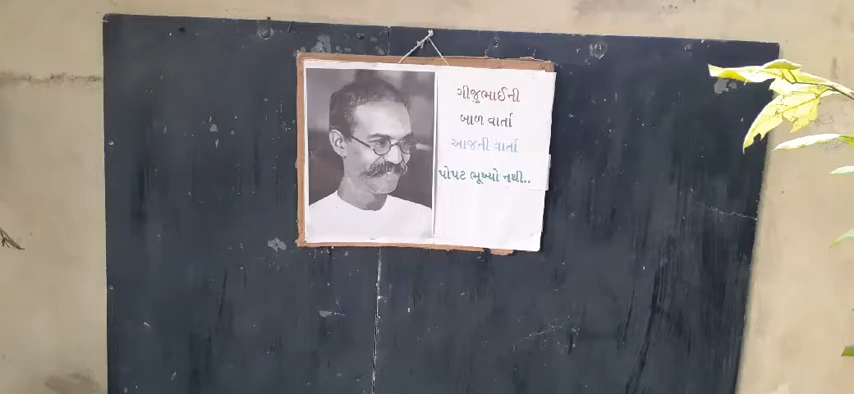 ગીજુભાઈની
બાળ વાર્તા
આજની વાર્તા
પોપટ ભૂખ્યો નથી..